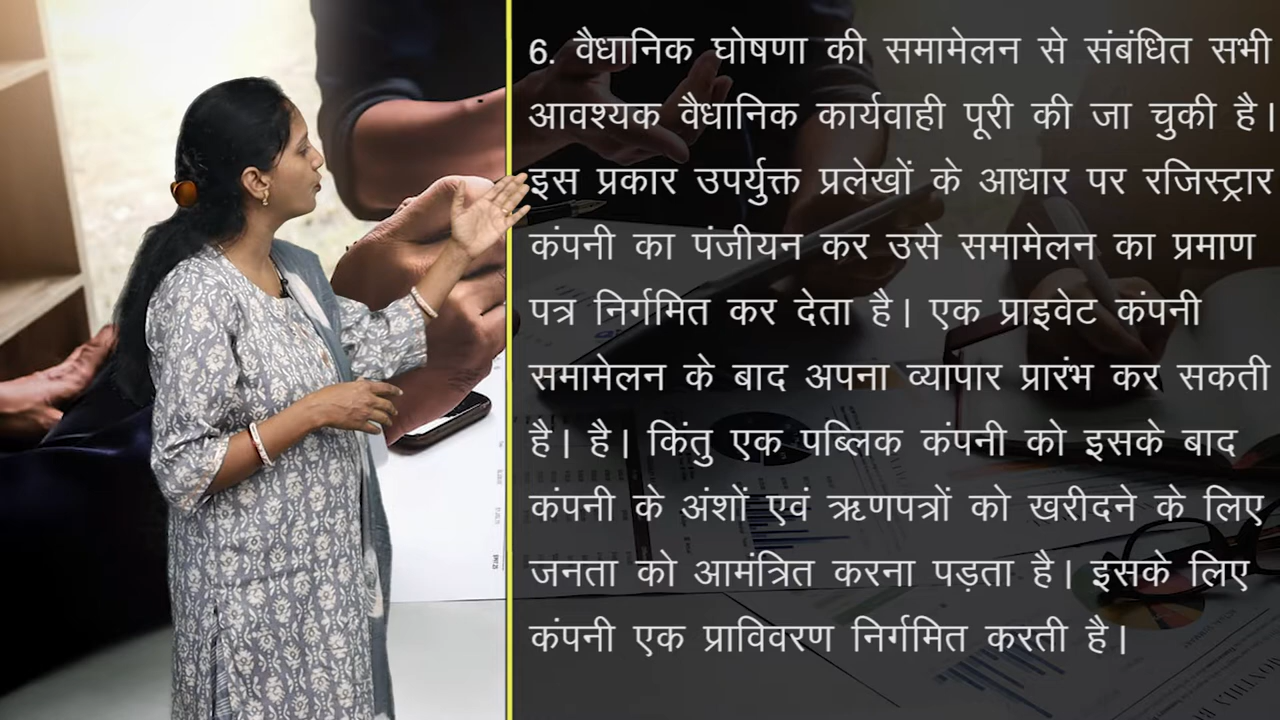 6. वैधानिक घोषणा की समामेलन से संबंधित सभी
आवश्यक वैधानिक कार्यवाही पूरी की जा चुकी है।
इस प्रकार उपर्युक्त प्रलेखों के आधार पर रजिस्ट्रार
कंपनी का पंजीयन कर उसे समामेलन का प्रमाण
पत्र निर्गमित कर देता है। एक प्राइवेट कंपनी
समामेलन के बाद अपना व्यापार प्रारंभ कर सकती
है। है। किंतु एक पब्लिक कंपनी को इसके बाद
कंपनी के अंशों एवं ऋणपत्रों को खरीदने के लिए
जनता को आमंत्रित करना पड़ता है। इसके लिए
कंपनी एक प्राविवरण निर्गमित करती है।